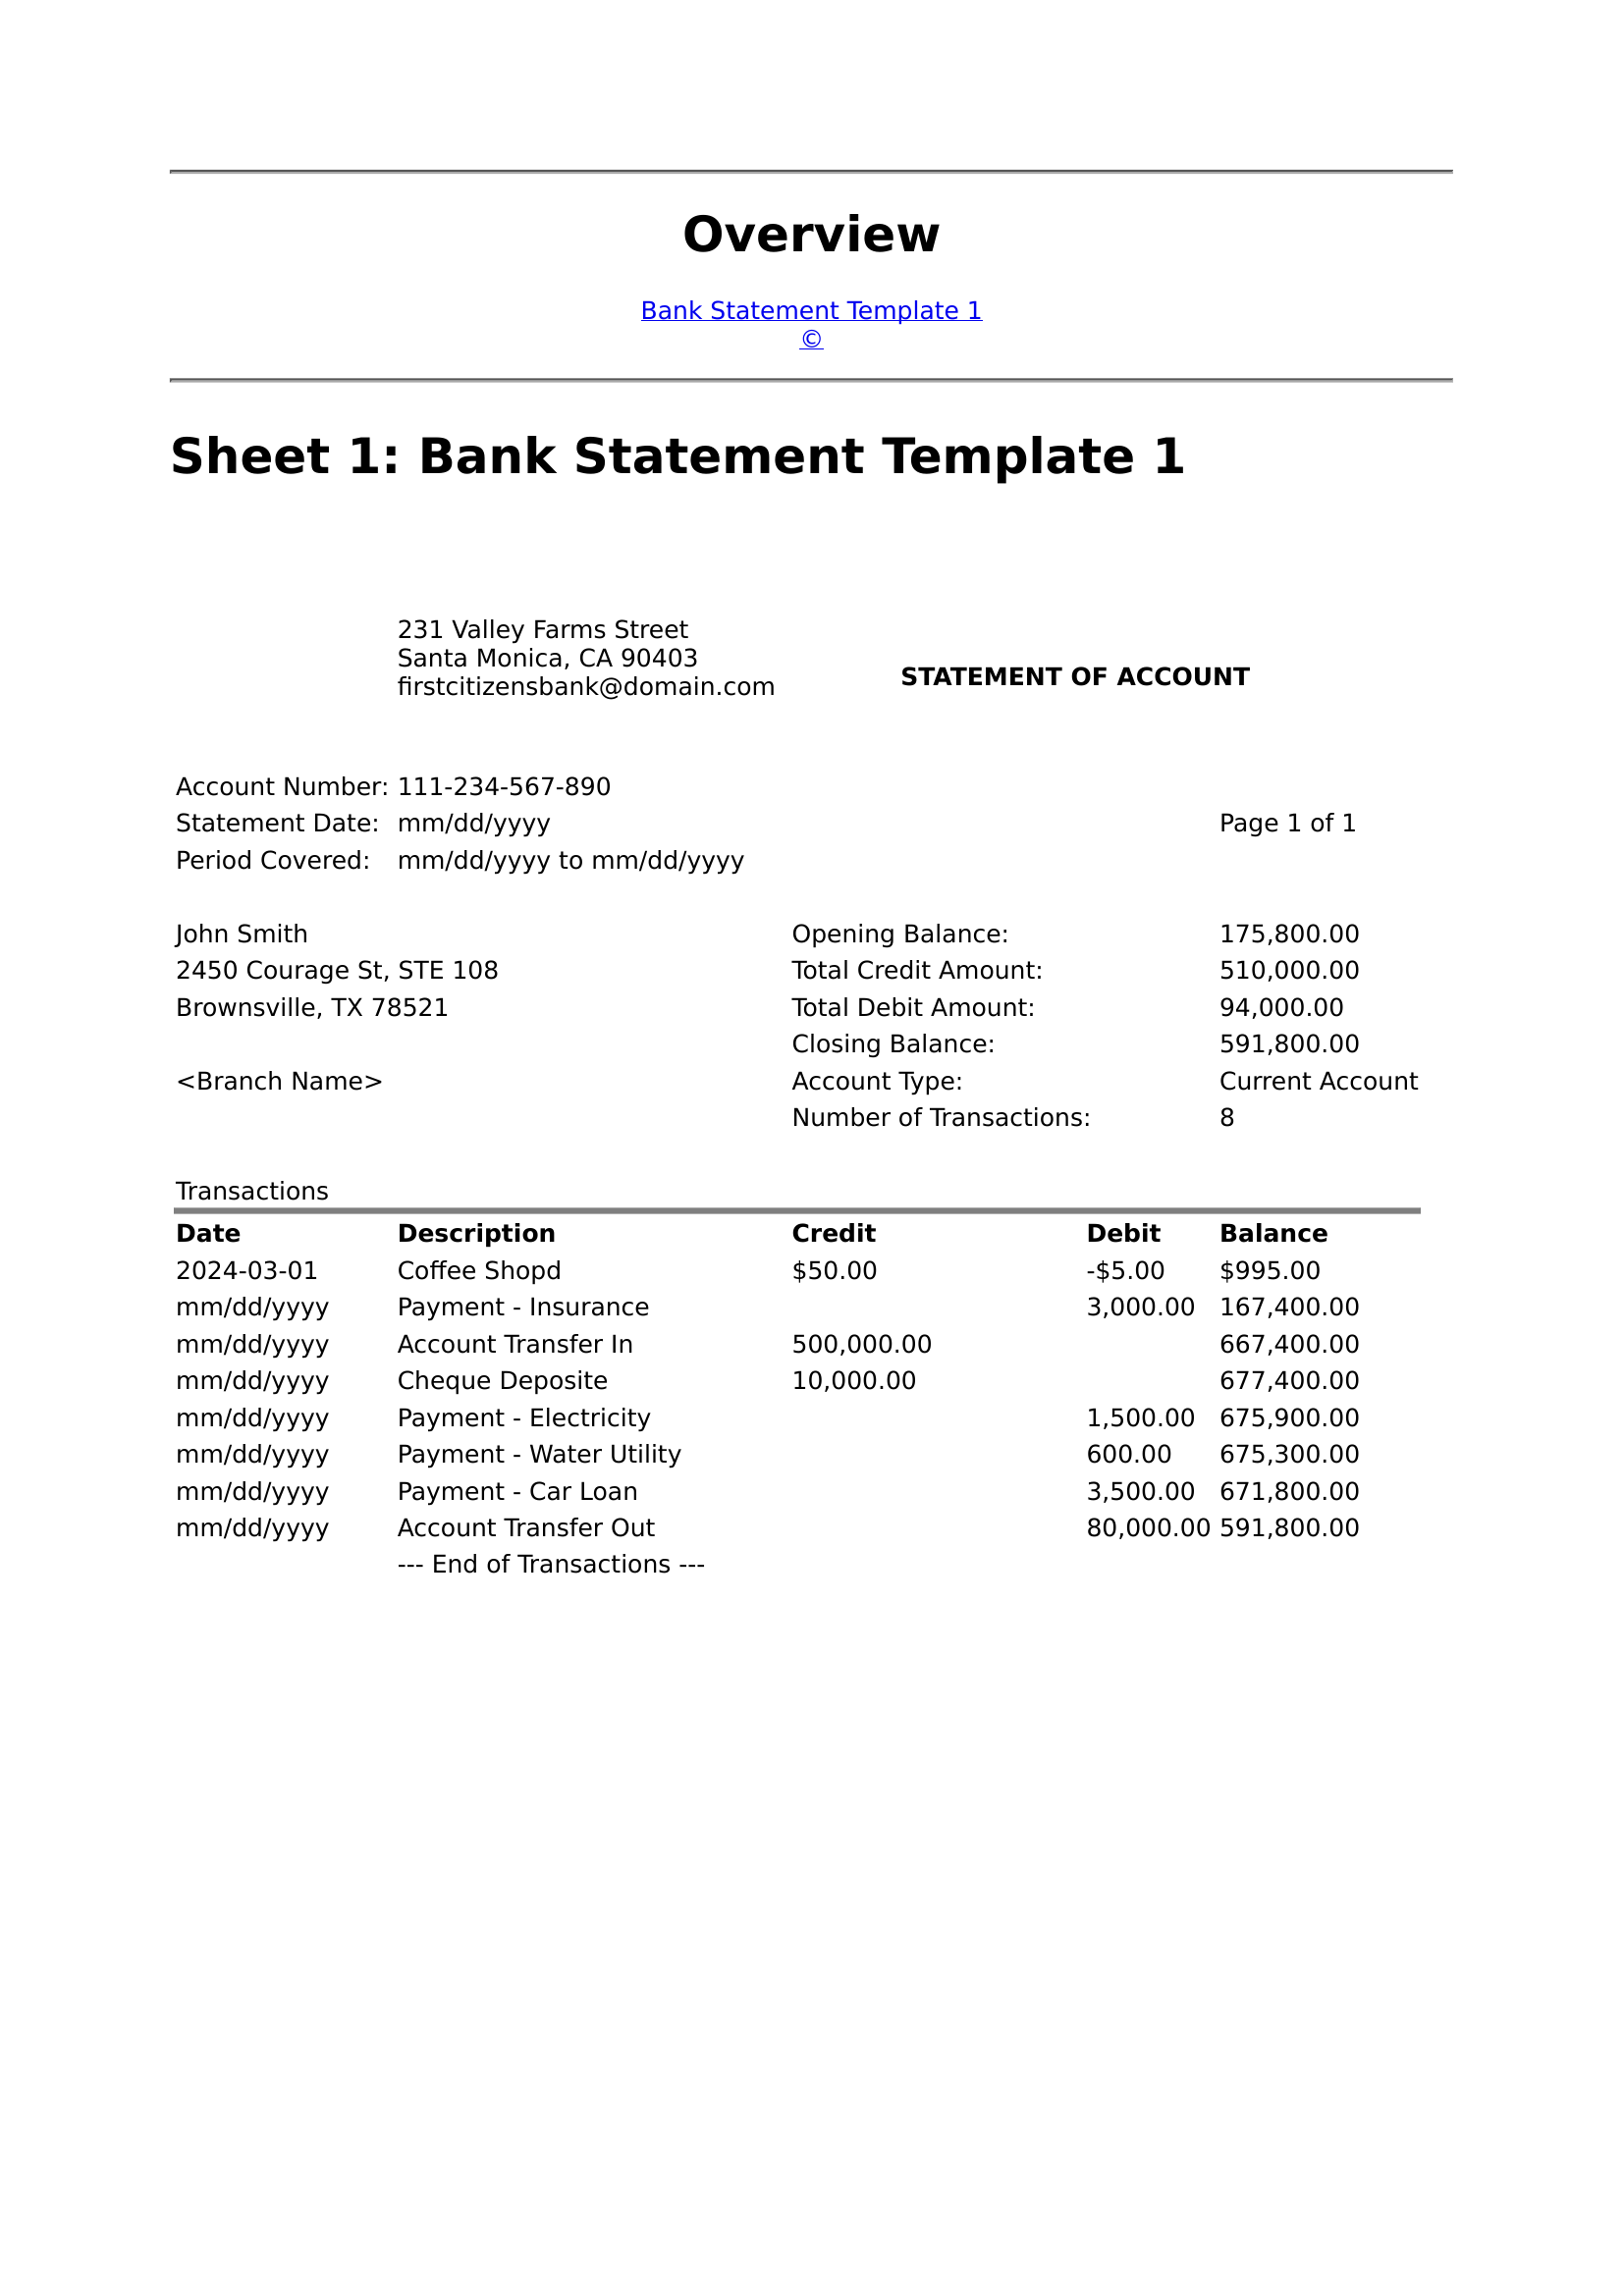 Overview
Bank Statement Template 1
©
Sheet 1: Bank Statement Template 1
231 Valley Farms Street
Santa Monica, CA 90403
firstcitizensbank@domain.com
STATEMENT OF ACCOUNT
Account Number: 111-234-567-890
Statement Date: mm/dd/yyyy Page 1 of 1
Period Covered: mm/dd/yyyy to mm/dd/yyyy
John Smith Opening Balance: 175,800.00
2450 Courage St, STE 108 Total Credit Amount: 510,000.00
Brownsville, TX 78521 Total Debit Amount: 94,000.00
Closing Balance: 591,800.00
<Branch Name> Account Type: Current Account
Number of Transactions: 8
Transactions
Date Description Credit Debit Balance
2024-03-01 Coffee Shopd $50.00 -$5.00 $995.00
mm/dd/yyyy Payment - Insurance 3,000.00 167,400.00
mm/dd/yyyy Account Transfer In 500,000.00 667,400.00
mm/dd/yyyy Cheque Deposite 10,000.00 677,400.00
mm/dd/yyyy Payment - Electricity 1,500.00 675,900.00
mm/dd/yyyy Payment - Water Utility 600.00 675,300.00
mm/dd/yyyy Payment - Car Loan 3,500.00 671,800.00
mm/dd/yyyy Account Transfer Out 80,000.00 591,800.00
--- End of Transactions ---